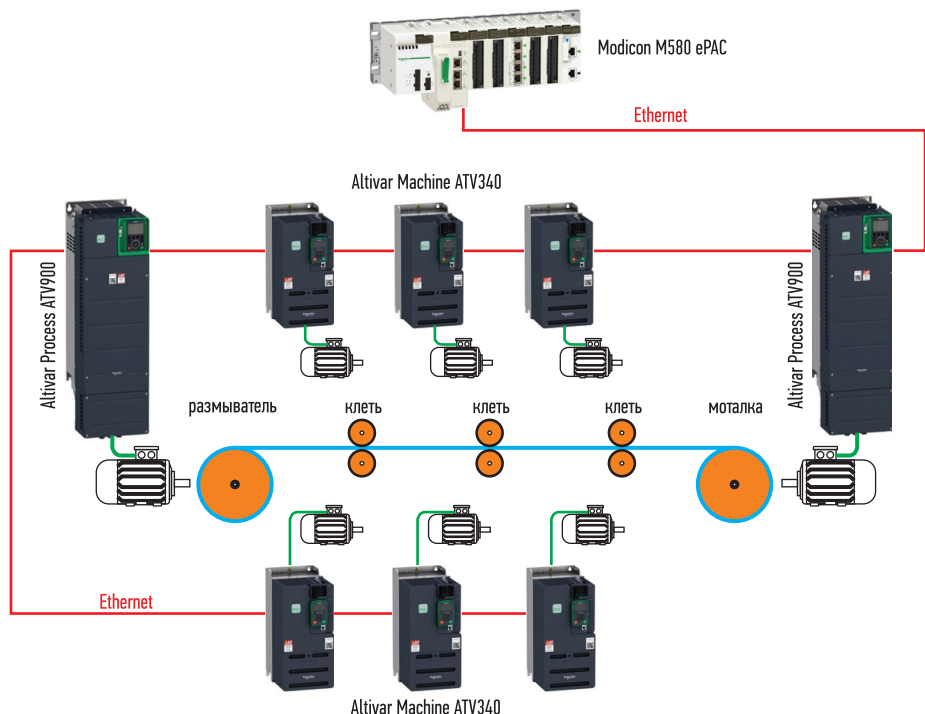 Modicon M580 ePAC
Ethernet
Altivar Machine ATV340
Altivar Process ATV900
Altivar Process ATV900
размыватель
клеть
клеть
клеть
моталка
Ethernet
Altivar Machine ATV340